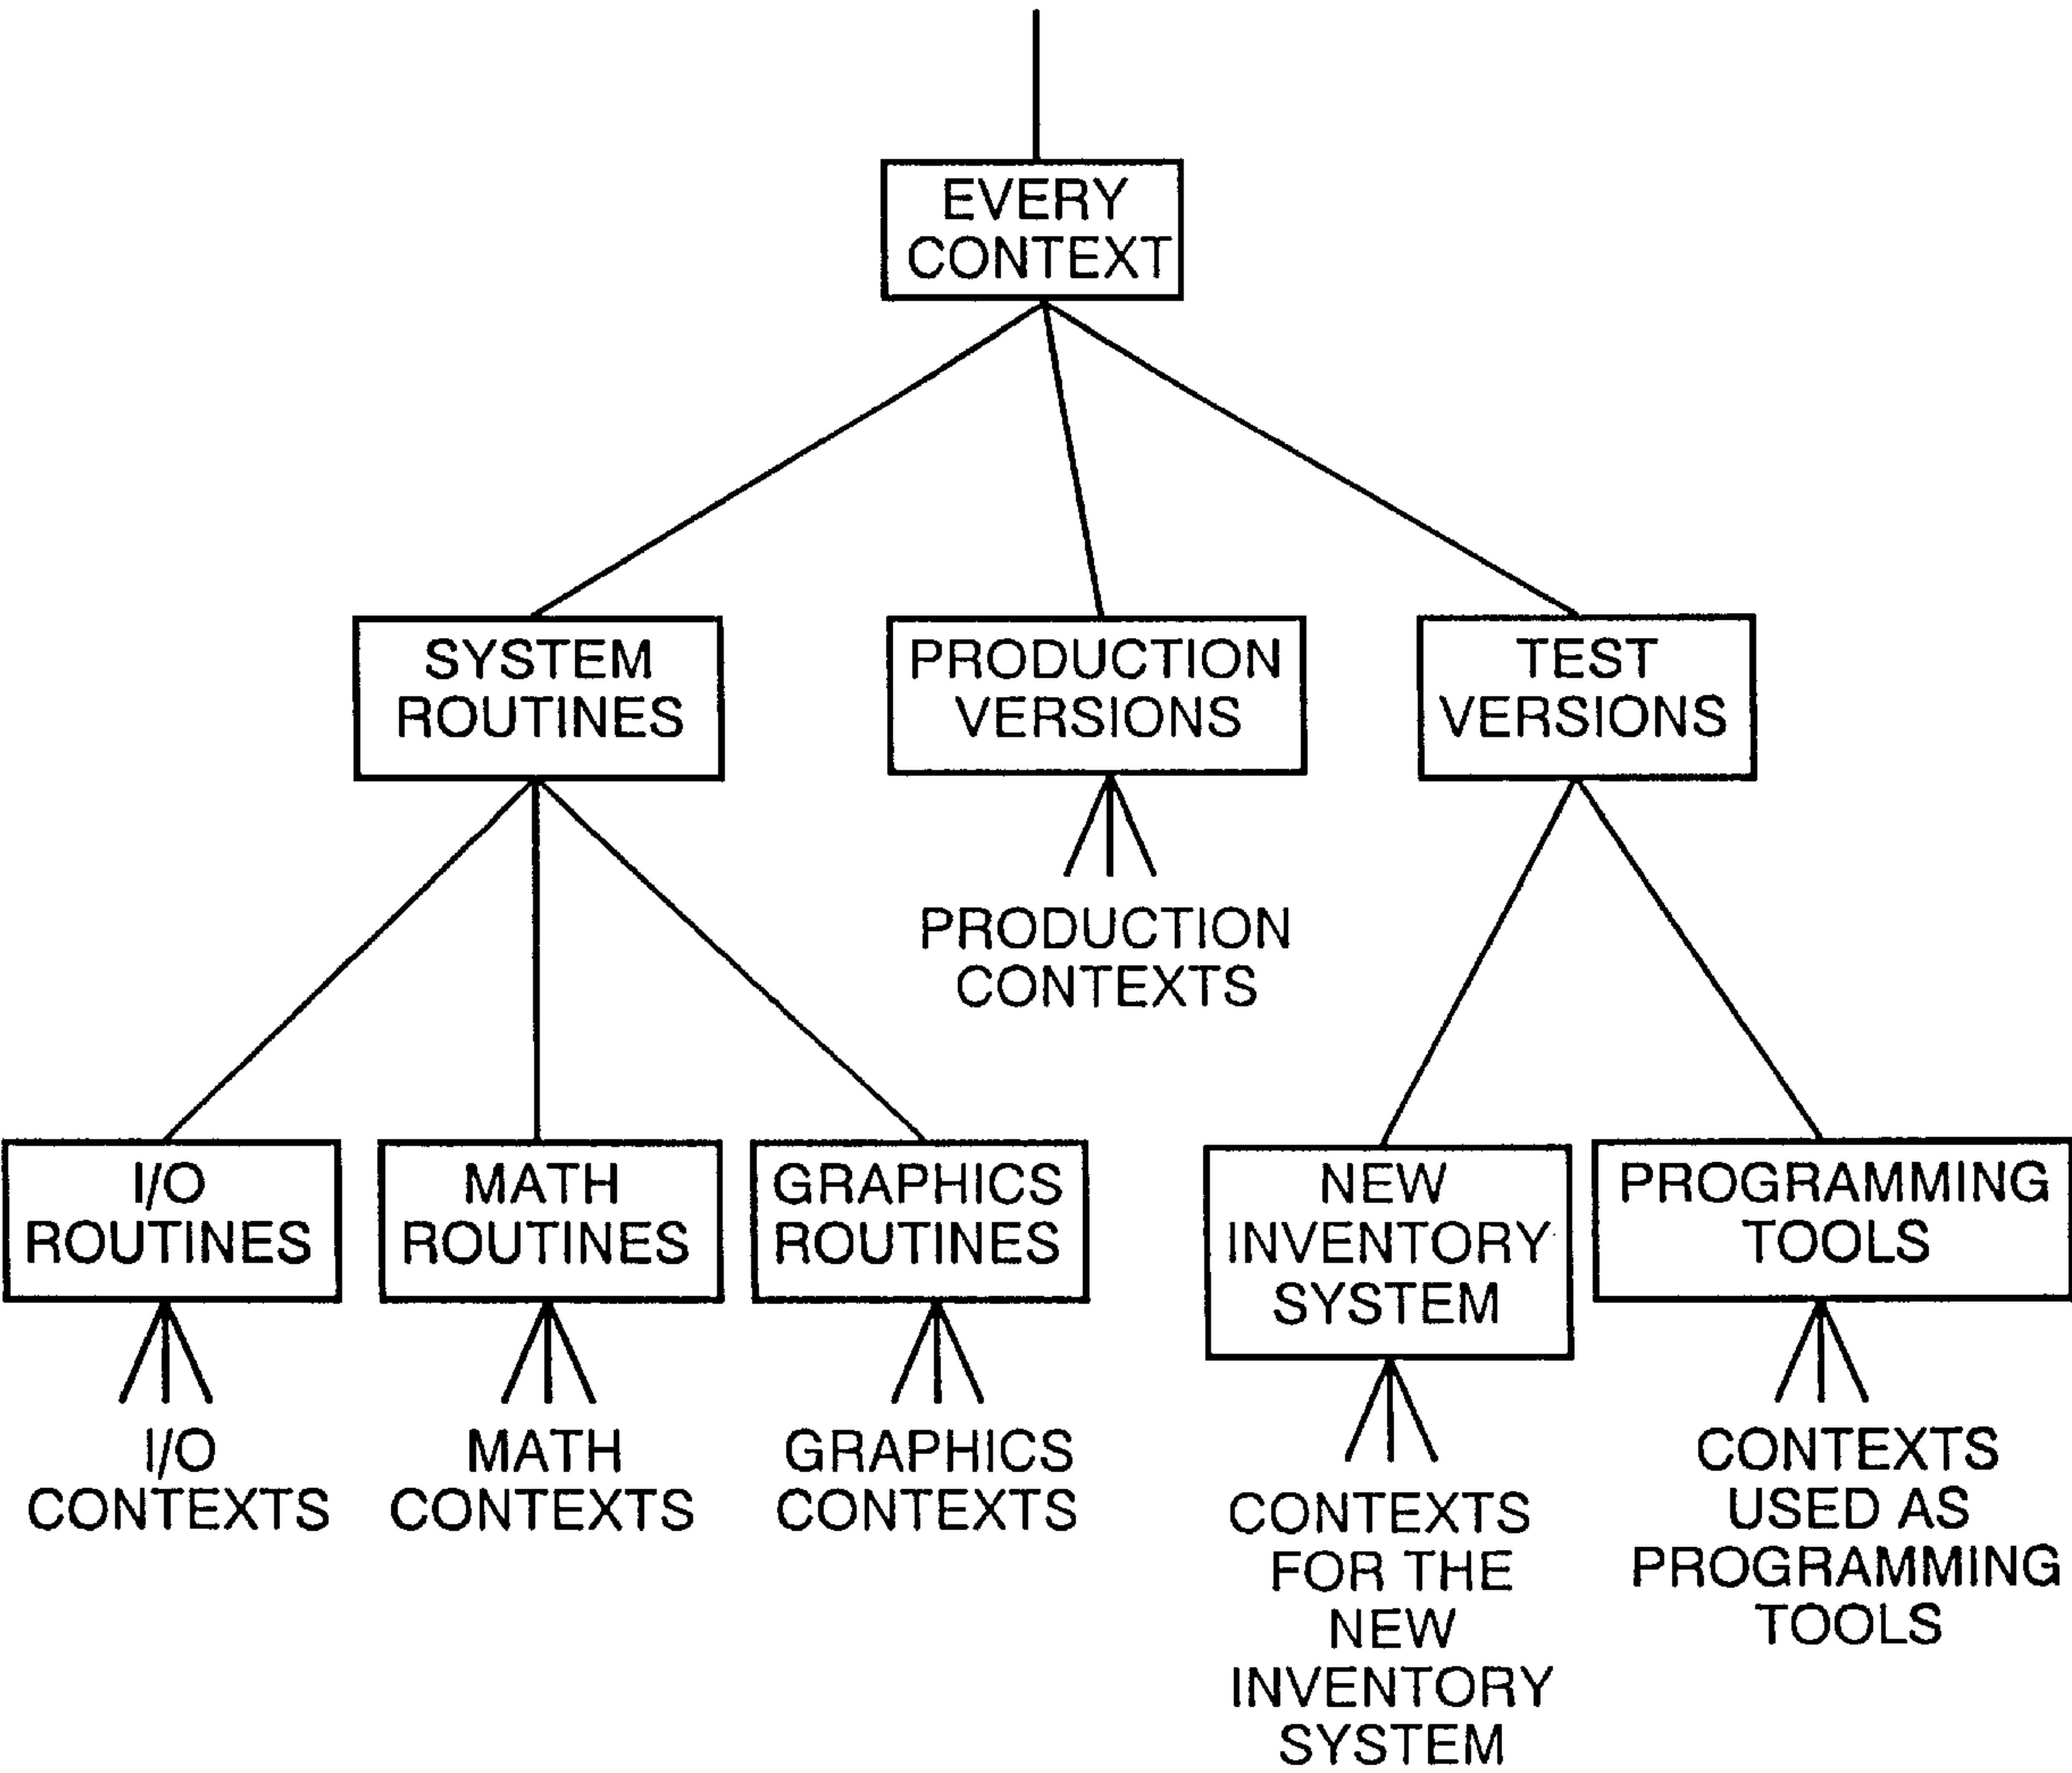 EVERY
CONTEXT
SYSTEM
ROUTINES
PRODUCTION
VERSIONS
TEST
VERSIONS
PRODUCTION
CONTEXTS
I/O
ROUTINES
MATH
ROUTINES
GRAPHICS
ROUTINES
NEW
INVENTORY
SYSTEM
PROGRAMMING
TOOLS
I/O
CONTEXTS
MATH
CONTEXTS
GRAPHICS
CONTEXTS
CONTEXTS
FOR THE
NEW
INVENTORY
SYSTEM
CONTEXTS
USED AS
PROGRAMMING
TOOLS